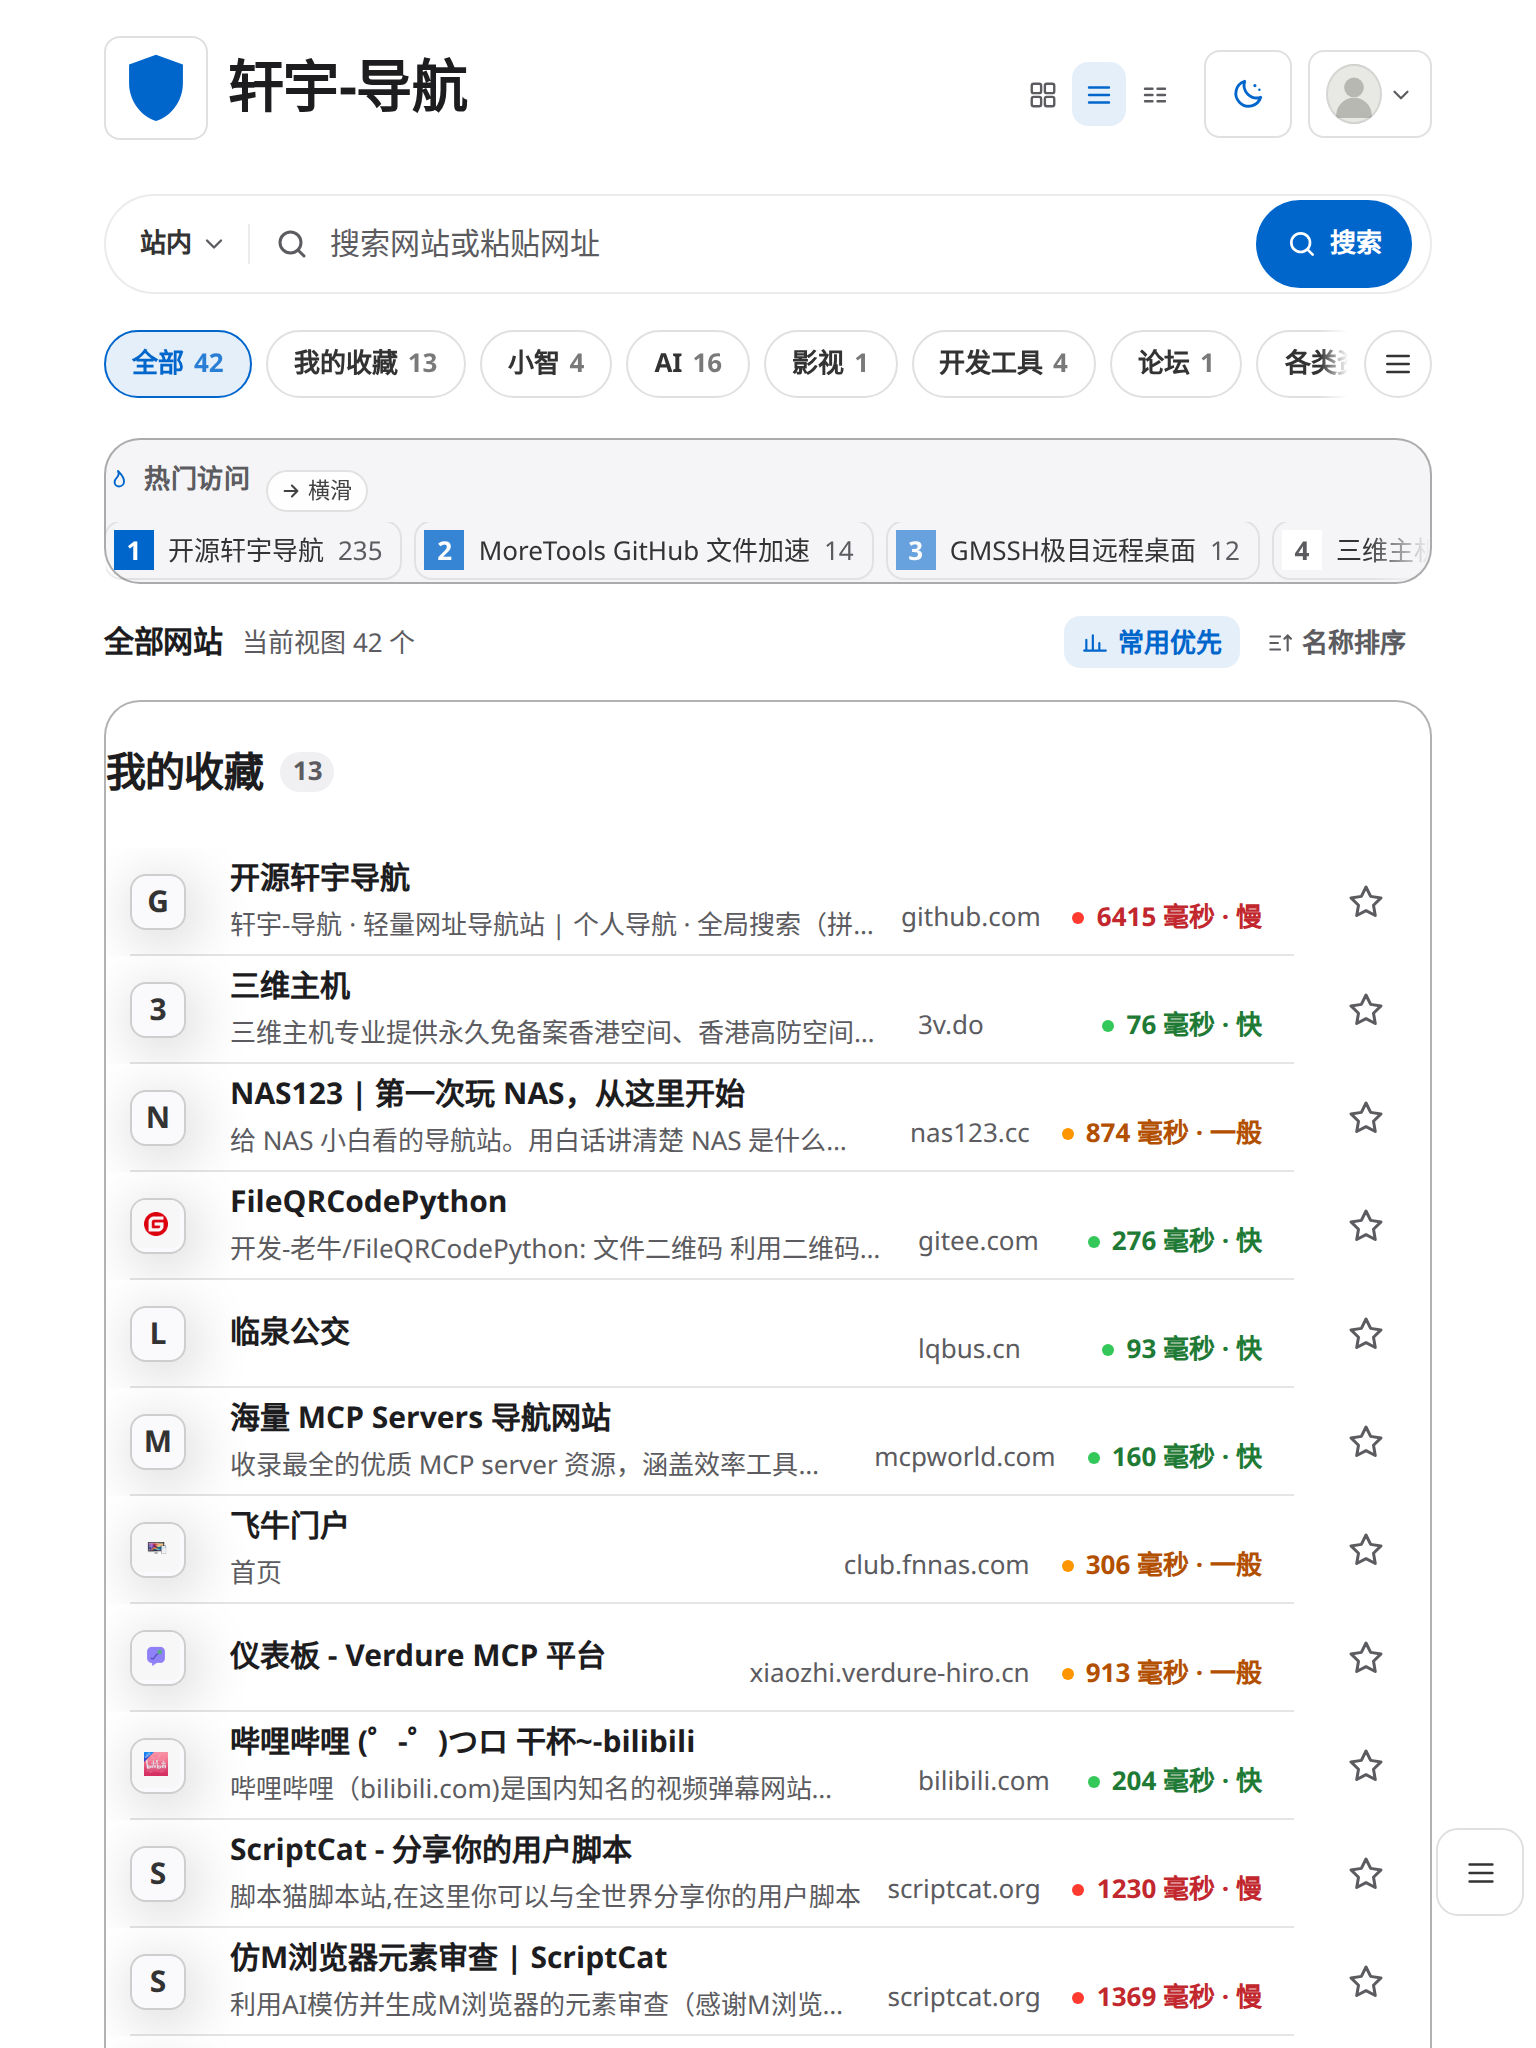 轩宇-导航
站内
搜索网站或粘贴网址
搜索
全部 42
我的收藏 13
小智 4
AI 16
影视 1
开发工具 4
论坛 1
各类
热门访问
横滑
1 开源轩宇导航 235
2 MoreTools GitHub 文件加速 14
3 GMSSH极目远程桌面 12
4 三维主
全部网站 当前视图 42 个
常用优先
名称排序
我的收藏 13
G
开源轩宇导航
轩宇-导航 · 轻量网址导航站 | 个人导航 · 全局搜索（拼...
github.com
6415 毫秒 · 慢
3
三维主机
三维主机专业提供永久免备案香港空间、香港高防空间...
3v.do
76 毫秒 · 快
N
NAS123 | 第一次玩 NAS，从这里开始
给 NAS 小白看的导航站。用白话讲清楚 NAS 是什么...
nas123.cc
874 毫秒 · 一般
FileQRCodePython
开发-老牛/FileQRCodePython: 文件二维码 利用二维码...
gitee.com
276 毫秒 · 快
L
临泉公交
lqbus.cn
93 毫秒 · 快
M
海量 MCP Servers 导航网站
收录最全的优质 MCP server 资源，涵盖效率工具...
mcpworld.com
160 毫秒 · 快
飞牛门户
首页
club.fnnas.com
306 毫秒 · 一般
仪表板 - Verdure MCP 平台
xiaozhi.verdure-hiro.cn
913 毫秒 · 一般
哔哩哔哩 (゜-゜)つロ 干杯~-bilibili
哔哩哔哩（bilibili.com)是国内知名的视频弹幕网站...
bilibili.com
204 毫秒 · 快
S
ScriptCat - 分享你的用户脚本
脚本猫脚本站,在这里你可以与全世界分享你的用户脚本
scriptcat.org
1230 毫秒 · 慢
S
仿M浏览器元素审查 | ScriptCat
利用AI模仿并生成M浏览器的元素审查（感谢M浏览...
scriptcat.org
1369 毫秒 · 慢